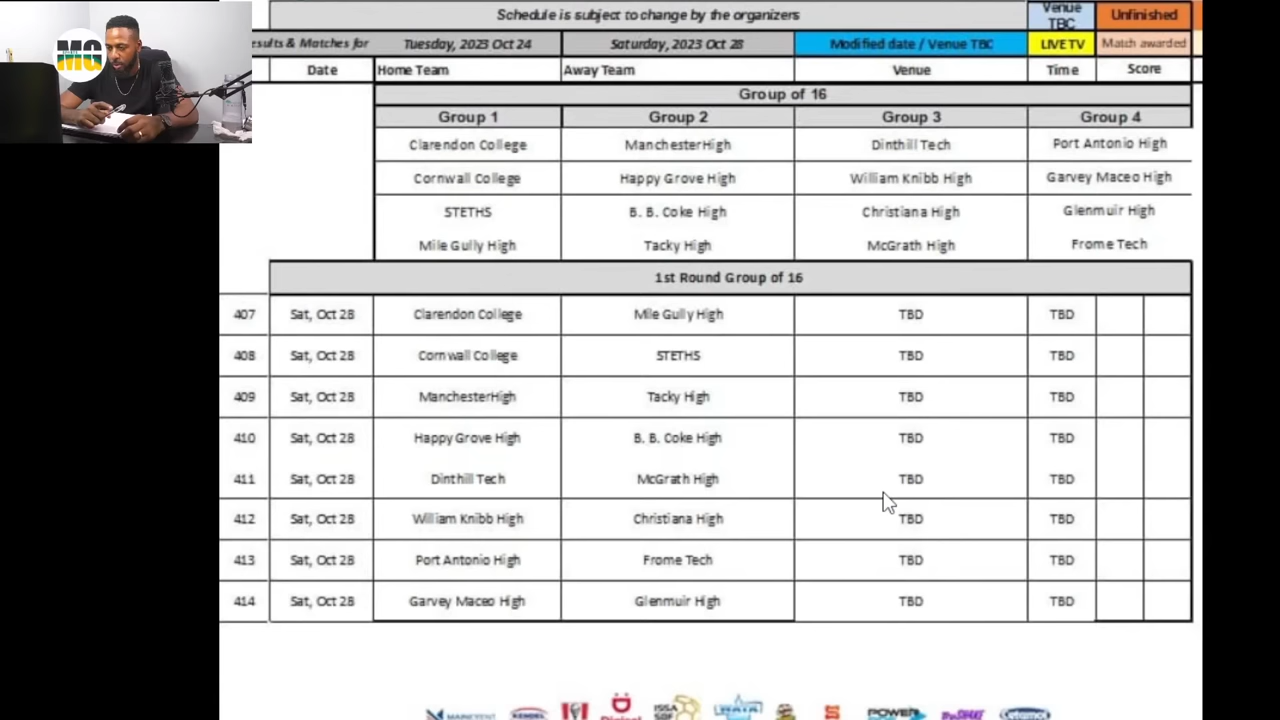 Schedule is subject to change by the organizers
Venue TBC
Unfinished
esults & Matches for Tuesday, 2023 Oct 24 Saturday, 2023 Oct 28 Modified date / Venue TBC LIVE TV Match awarded
MG
Date Home Team Away Team Venue Time Score
Group of 16
Group 1 Group 2 Group 3 Group 4
Clarendon College ManchesterHigh Dinthill Tech Port Antonio High
Cornwall College Happy Grove High William Knibb High Garvey Maceo High
STETHS B. B. Coke High Christiana High Glenmuir High
Mile Gully High Tacky High McGrath High Frome Tech
1st Round Group of 16
407 Sat, Oct 28 Clarendon College Mile Gully High TBD TBD
408 Sat, Oct 28 Cornwall College STETHS TBD TBD
409 Sat, Oct 28 ManchesterHigh Tacky High TBD TBD
410 Sat, Oct 28 Happy Grove High B. B. Coke High TBD TBD
411 Sat, Oct 28 Dinthill Tech McGrath High TBD TBD
412 Sat, Oct 28 William Knibb High Christiana High TBD TBD
413 Sat, Oct 28 Port Antonio High Frome Tech TBD TBD
414 Sat, Oct 28 Garvey Maceo High Glenmuir High TBD TBD
KFC Digicel ISSA WATA POWER